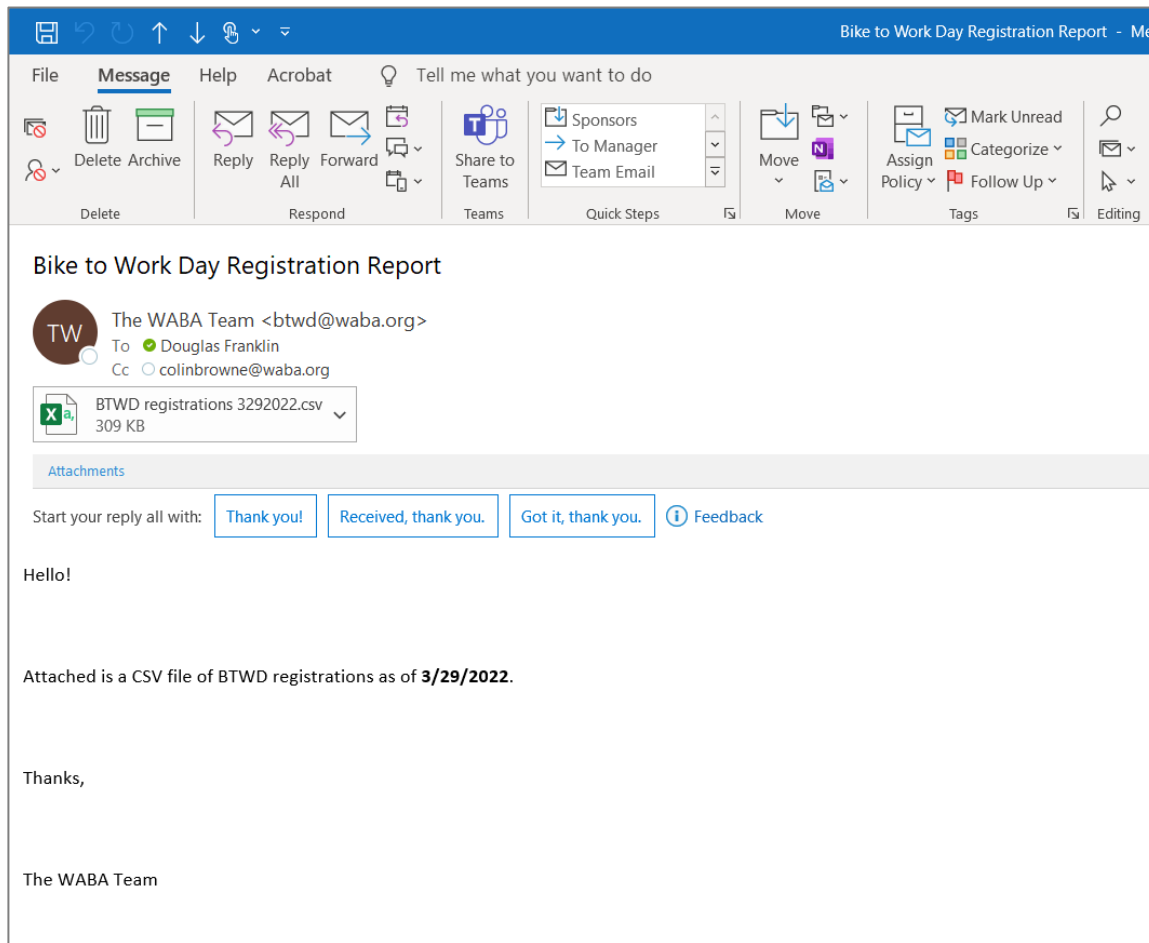 Bike to Work Day Registration Report - Me
File Message Help Acrobat Tell me what you want to do
Delete Archive
Reply Reply All Forward
Share to Teams
Sponsors
To Manager
Team Email
Move
Assign Policy
Mark Unread
Categorize
Follow Up
Delete Respond Teams Quick Steps Move Tags Editing
Bike to Work Day Registration Report
TW
The WABA Team <btwd@waba.org>
To Douglas Franklin
Cc colinbrowne@waba.org
BTWD registrations 3292022.csv
309 KB
Attachments
Start your reply all with: Thank you! Received, thank you. Got it, thank you. Feedback
Hello!
Attached is a CSV file of BTWD registrations as of 3/29/2022.
Thanks,
The WABA Team